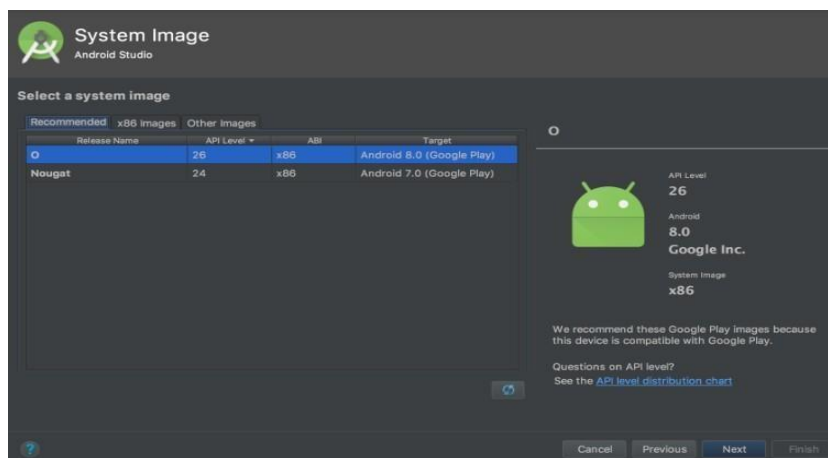 System Image
Android Studio
Select a system image
Recommended x86 Images Other Images
Release Name API Level ABI Target
O 26 x86 Android 8.0 (Google Play)
Nougat 24 x86 Android 7.0 (Google Play)
O
API Level
26
Android
8.0
Google Inc.
System Image
x86
We recommend these Google Play images because
this device is compatible with Google Play.
Questions on API level?
See the API level distribution chart
? Cancel Previous Next Finish